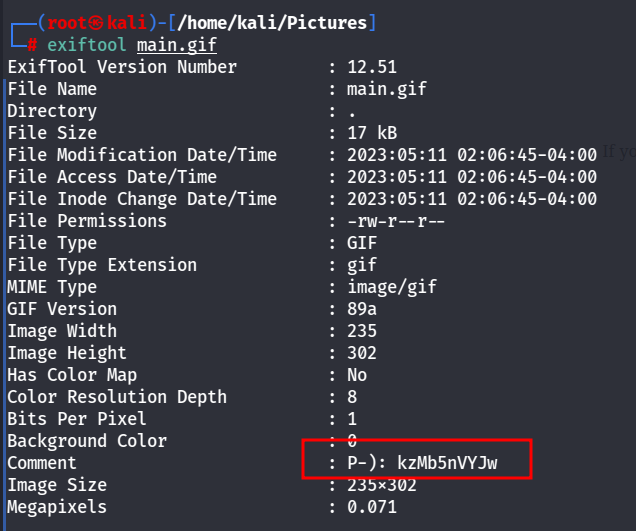 (root㉿kali)-[/home/kali/Pictures]
# exiftool main.gif
ExifTool Version Number : 12.51
File Name : main.gif
Directory : .
File Size : 17 kB
File Modification Date/Time : 2023:05:11 02:06:45-04:00
File Access Date/Time : 2023:05:11 02:06:45-04:00
File Inode Change Date/Time : 2023:05:11 02:06:45-04:00
File Permissions : -rw-r--r--
File Type : GIF
File Type Extension : gif
MIME Type : image/gif
GIF Version : 89a
Image Width : 235
Image Height : 302
Has Color Map : No
Color Resolution Depth : 8
Bits Per Pixel : 1
Background Color : 0
Comment : P-): kzMb5nVYJw
Image Size : 235×302
Megapixels : 0.071